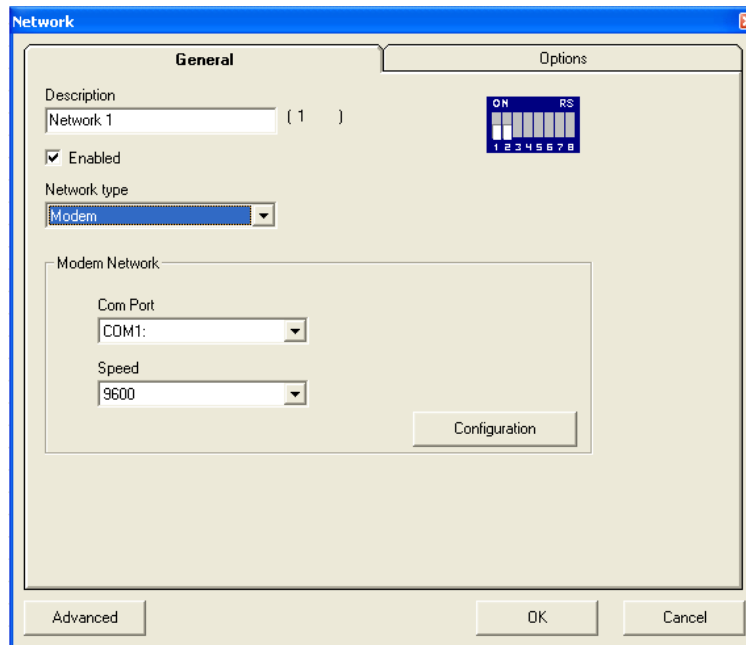 Network
General Options
Description
Network 1 ( 1 )
ON RS
1 2 3 4 5 6 7 8
Enabled
Network type
Modem
Modem Network
Com Port
COM1:
Speed
9600
Configuration
Advanced OK Cancel